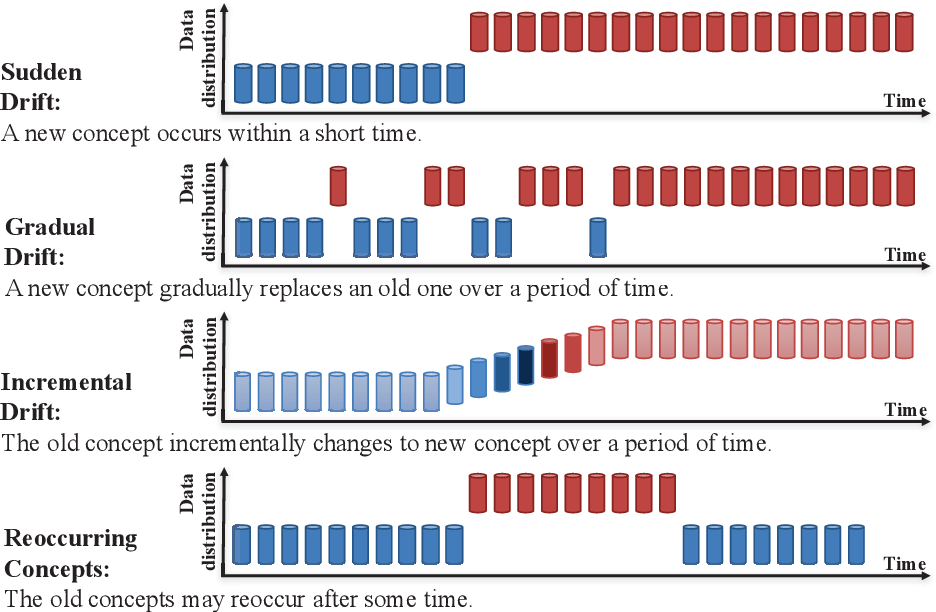 Data
distribution
Sudden
Drift:
Time
A new concept occurs within a short time.
Data
distribution
Gradual
Drift:
Time
A new concept gradually replaces an old one over a period of time.
Data
distribution
Incremental
Drift:
Time
The old concept incrementally changes to new concept over a period of time.
Data
distribution
Reoccurring
Concepts:
Time
The old concepts may reoccur after some time.